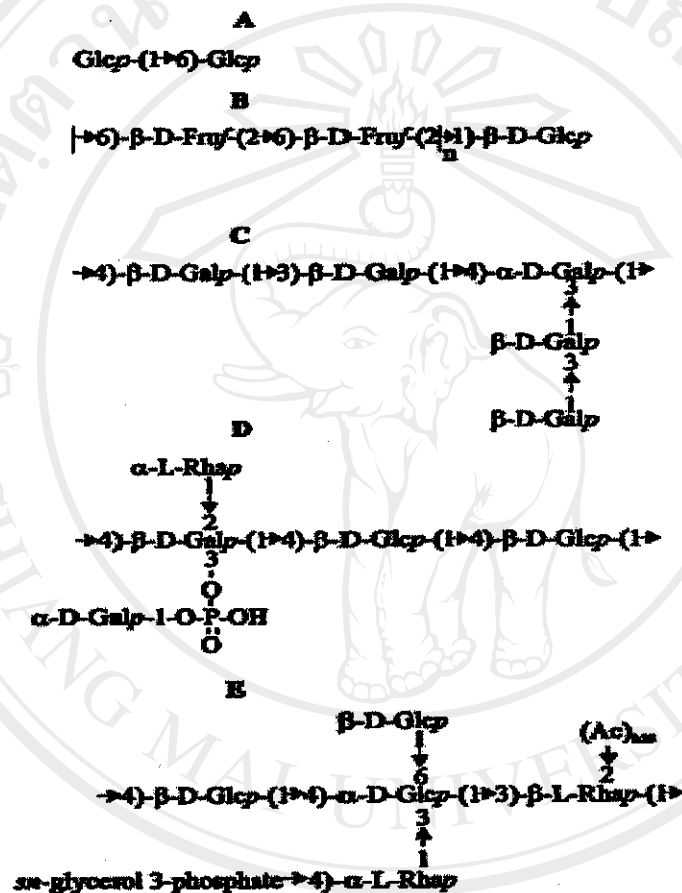 A
Glcp-(1→6)-Glcp
B
|→6)-β-D-Fruf-(2→6)-β-D-Fruf-(2|→1)-β-D-Glcp
n
C
→4)-β-D-Galp-(1→3)-β-D-Galp-(1→4)-α-D-Galp-(1→
3
↑
1
β-D-Galp
3
↑
1
β-D-Galp
D
α-L-Rhap
1
↓
2
→4)-β-D-Galp-(1→4)-β-D-Glcp-(1→4)-β-D-Glcp-(1→
3
O
α-D-Galp-1-O-P-OH
O
E
β-D-Glcp
1
↓
6
(Ac)
↓
2
→4)-β-D-Glcp-(1→4)-α-D-Glcp-(1→3)-β-L-Rhap-(1→
3
↑
1
sn-glycerol 3-phosphate→4)-α-L-Rhap